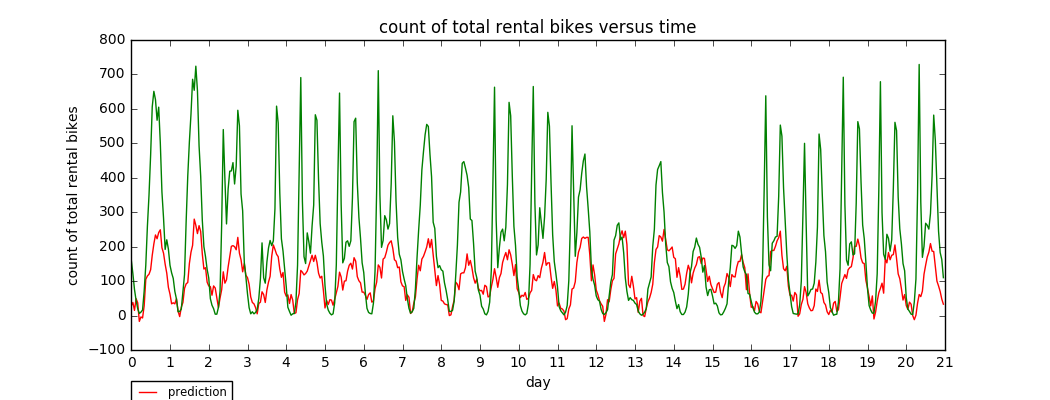 count of total rental bikes versus time
800
700
600
500
400
300
200
100
0
−100
count of total rental bikes
0 1 2 3 4 5 6 7 8 9 10 11 12 13 14 15 16 17 18 19 20 21
day
prediction